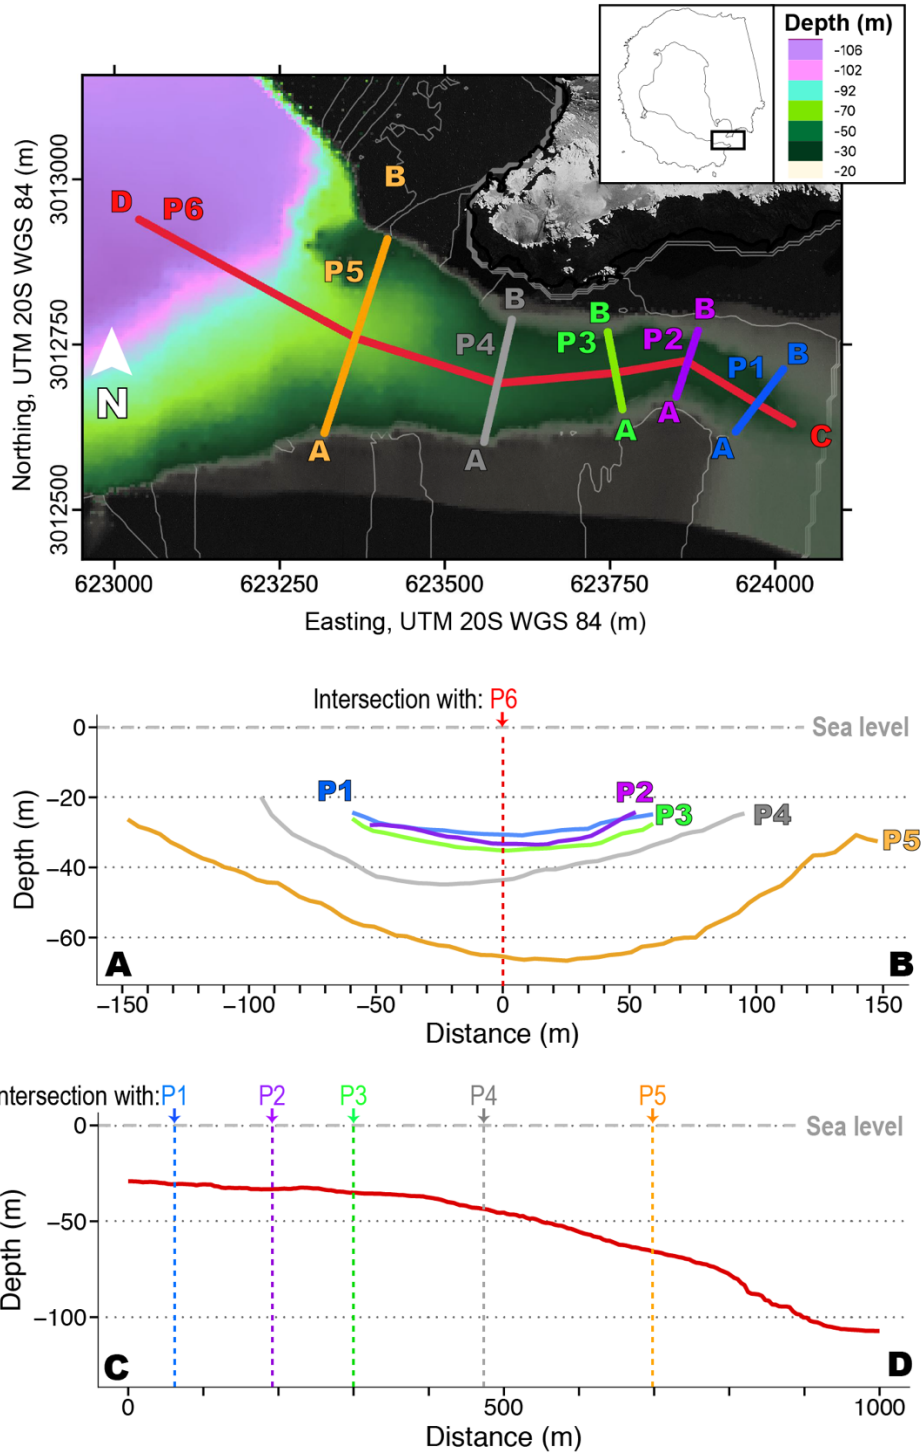 Depth (m)
-106
-102
-92
-70
-50
-30
-20
Northing, UTM 20S WGS 84 (m)
3013000
3012750
3012500
D P6
B
P5
A
P4
B
A
P3
B
A
P2
B
A
P1
B
A
C
N
623000 623250 623500 623750 624000
Easting, UTM 20S WGS 84 (m)
Intersection with: P6
Sea level
Depth (m)
0
−20
−40
−60
P1
P2
P3
P4
P5
A
B
−150 −100 −50 0 50 100 150
Distance (m)
ntersection with: P1 P2 P3 P4 P5
Sea level
Depth (m)
0
−50
−100
C
D
0 500 1000
Distance (m)